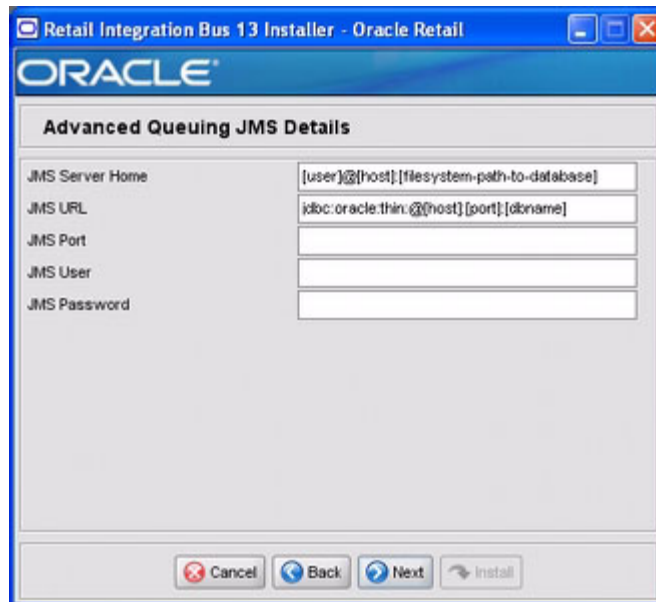 Retail Integration Bus 13 Installer - Oracle Retail
ORACLE
Advanced Queuing JMS Details
JMS Server Home [user]@[host]:[filesystem-path-to-database]
JMS URL jdbc:oracle:thin:@[host]:[port]:[dbname]
JMS Port
JMS User
JMS Password
Cancel Back Next Install